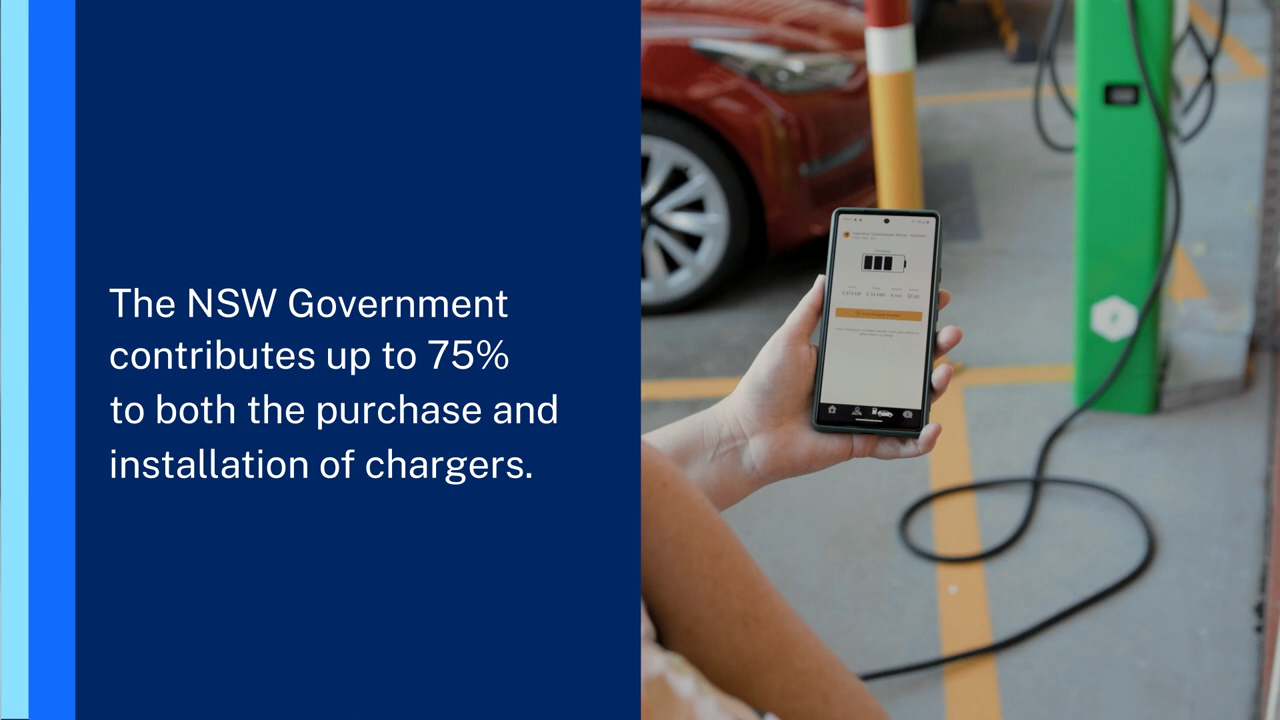 The NSW Government
contributes up to 75%
to both the purchase and
installation of chargers.